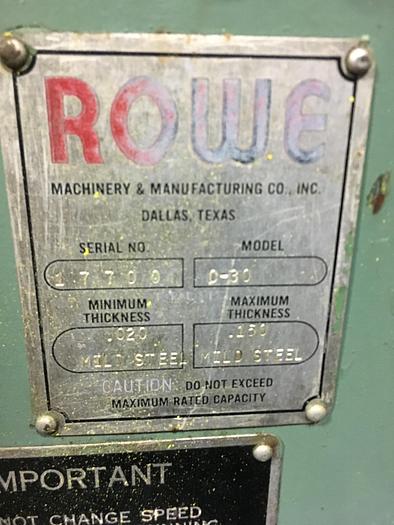 ROWE
MACHINERY & MANUFACTURING CO., INC.
DALLAS, TEXAS
SERIAL NO. MODEL
17700 D-30
MINIMUM THICKNESS MAXIMUM THICKNESS
.020 .150
MILD STEEL MILD STEEL
CAUTION: DO NOT EXCEED
MAXIMUM RATED CAPACITY
IMPORTANT
NOT CHANGE SPEED